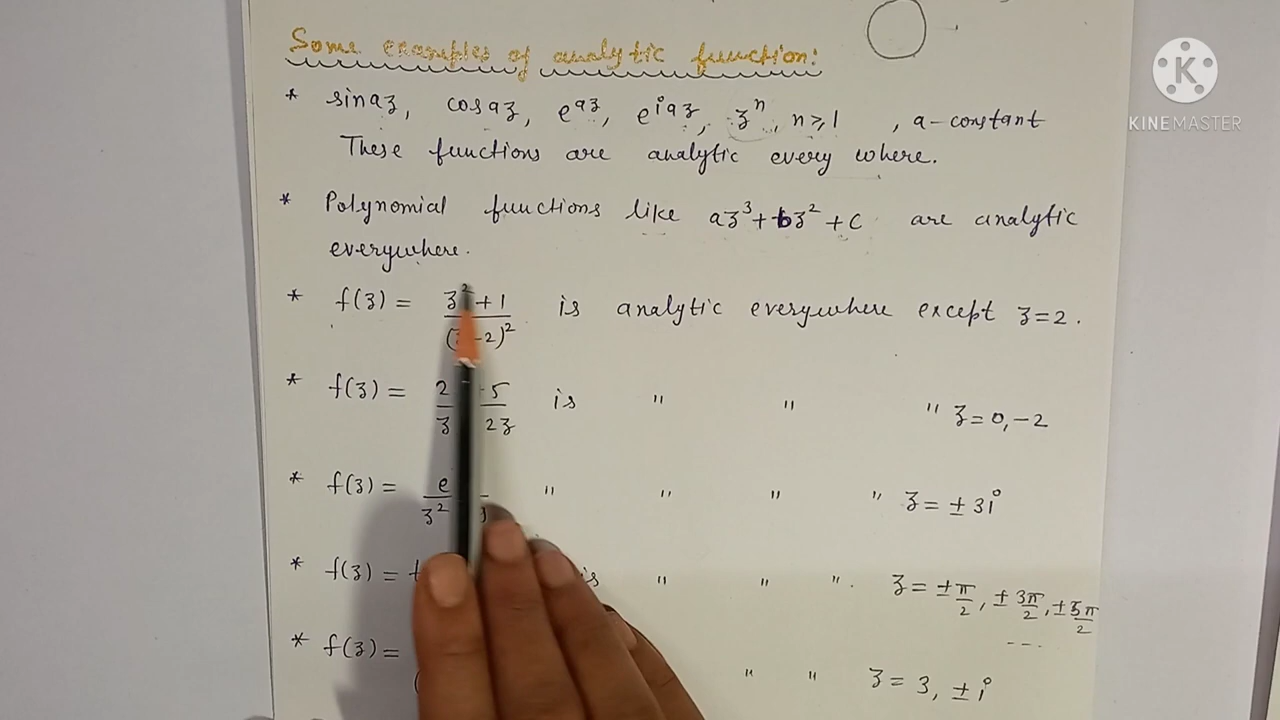 Some examples of analytic function:
* sin az, cos az, e^{az}, e^{iaz}, z^n, n ≥ 1, a - constant
These functions are analytic every where.
* Polynomial functions like az³ + bz² + c are analytic
everywhere.
* f(z) = z² + 1 / ( - 2)² is analytic everywhere except z = 2.
* f(z) = 2 - 5 / z 2z is " " " z = 0, -2
* f(z) = e / z² " " " " z = ± 3i
* f(z) = is " " " z = ± π/2, ± 3π/2, ± 5π/2
---.
* f(z) = " " z = 3, ± i
K
KINEMASTER